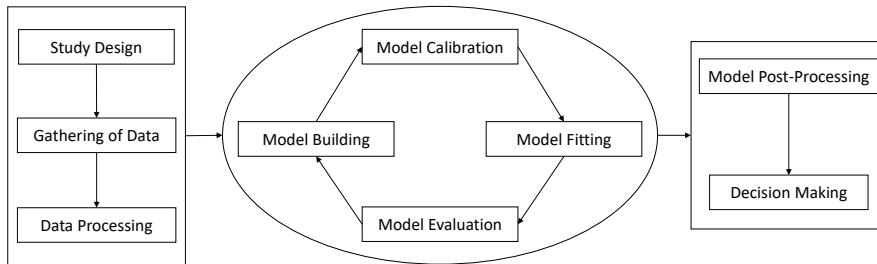 Study Design
Gathering of Data
Data Processing
Model Calibration
Model Building
Model Fitting
Model Evaluation
Model Post-Processing
Decision Making